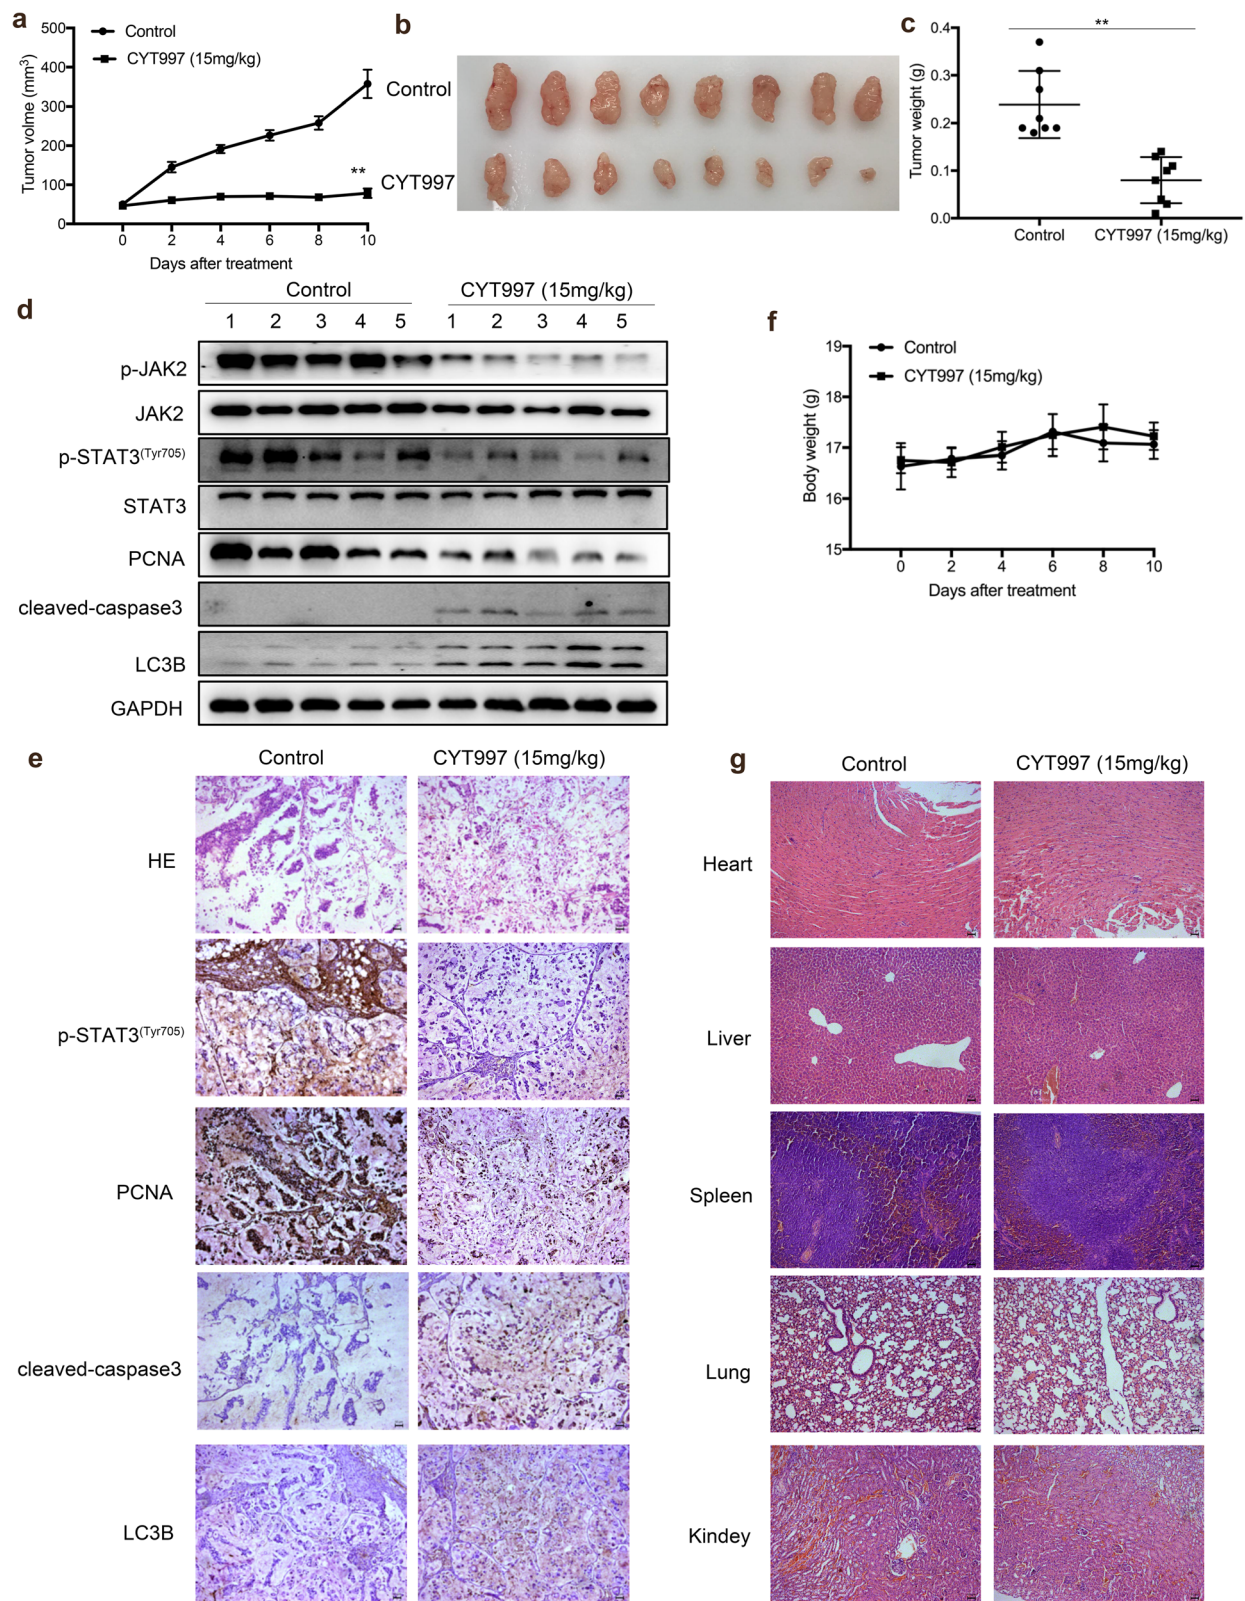 a
500
400
300
200
100
0
Tumor volme (mm³)
Control
CYT997 (15mg/kg)
**
0 2 4 6 8 10
Days after treatment
b
Control
CYT997
c
**
0.4
0.3
0.2
0.1
0.0
Tumor weight (g)
Control CYT997 (15mg/kg)
d
Control CYT997 (15mg/kg)
1 2 3 4 5 1 2 3 4 5
p-JAK2
JAK2
p-STAT3(Tyr705)
STAT3
PCNA
cleaved-caspase3
LC3B
GAPDH
f
19
18
17
16
15
Body weight (g)
Control
CYT997 (15mg/kg)
0 2 4 6 8 10
Days after treatment
e
Control CYT997 (15mg/kg)
HE
p-STAT3(Tyr705)
PCNA
cleaved-caspase3
LC3B
g
Control CYT997 (15mg/kg)
Heart
Liver
Spleen
Lung
Kindey